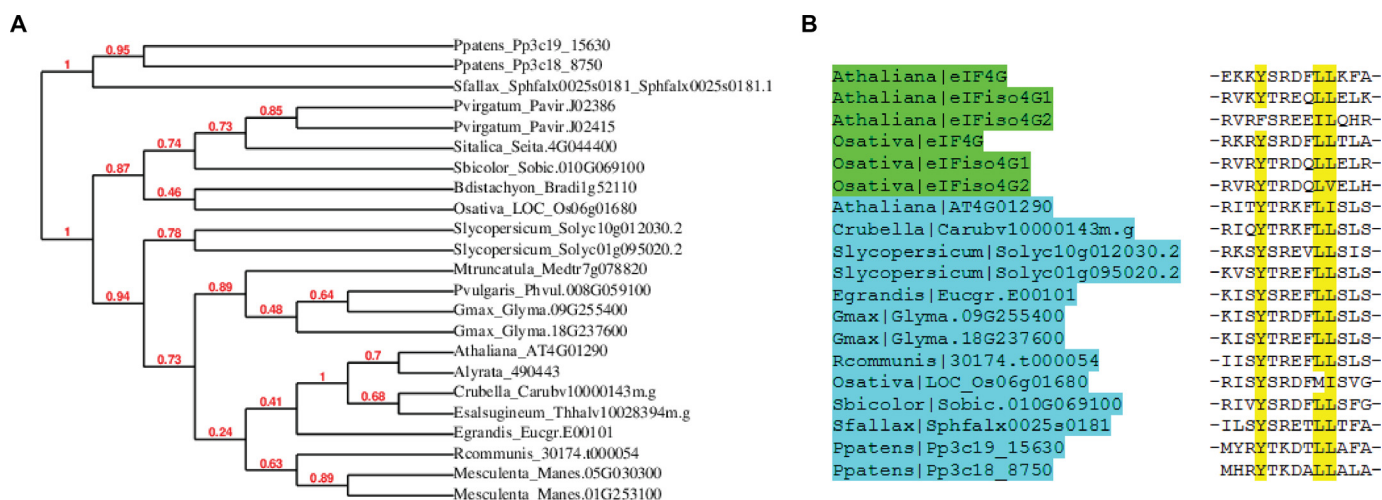 A
0.95
Ppatens_Pp3c19_15630
1
Ppatens_Pp3c18_8750
Sfallax_Sphfalx0025s0181_Sphfalx0025s0181.1
0.85
Pvirgatum_Pavir.J02386
0.73
Pvirgatum_Pavir.J02415
0.74
Sitalica_Seita.4G044400
0.87
Sbicolor_Sobic.010G069100
0.46
Bdistachyon_Bradi1g52110
Osativa_LOC_Os06g01680
1
0.78
Slycopersicum_Solyc10g012030.2
Slycopersicum_Solyc01g095020.2
0.94
0.89
Mtruncatula_Medtr7g078820
0.64
Pvulgaris_Phvul.008G059100
0.48
Gmax_Glyma.09G255400
Gmax_Glyma.18G237600
0.73
0.7
Athaliana_AT4G01290
1
Alyrata_490443
0.68
Crubella_Carubv10000143m.g
0.41
Esalsugineum_Thhalv10028394m.g
Egrandis_Eucgr.E00101
0.24
Rcommunis_30174.t000054
0.63
0.89
Mesculenta_Manes.05G030300
Mesculenta_Manes.01G253100
B
Athaliana|eIF4G -EKKYSRDFLLKFA-
Athaliana|eIFiso4G1 -RVKYTREQLLELK-
Athaliana|eIFiso4G2 -RVRFSREEILQHR-
Osativa|eIF4G -RKRYSRDFLLTLA-
Osativa|eIFiso4G1 -RVRYTRDQLLELR-
Osativa|eIFiso4G2 -RVRYTRDQLVELH-
Athaliana|AT4G01290 -RITYTRKFLISLS-
Crubella|Carubv10000143m.g -RIQYTRKFLLSLS-
Slycopersicum|Solyc10g012030.2 -RKSYSREVLLSIS-
Slycopersicum|Solyc01g095020.2 -KVSYTREFLLSLS-
Egrandis|Eucgr.E00101 -KISYSREFLLSLS-
Gmax|Glyma.09G255400 -KISYSREFLLSLS-
Gmax|Glyma.18G237600 -KISYTREFLLSLS-
Rcommunis|30174.t000054 -IISYTREFLLSLS-
Osativa|LOC_Os06g01680 -RISYSRDFMISVG-
Sbicolor|Sobic.010G069100 -RIVYSRDFLLSFG-
Sfallax|Sphfalx0025s0181 -ILSYSRETLLTFA-
Ppatens|Pp3c19_15630 -MYRYTKDTLLAFA-
Ppatens|Pp3c18_8750 MHRYTKDALLALA-